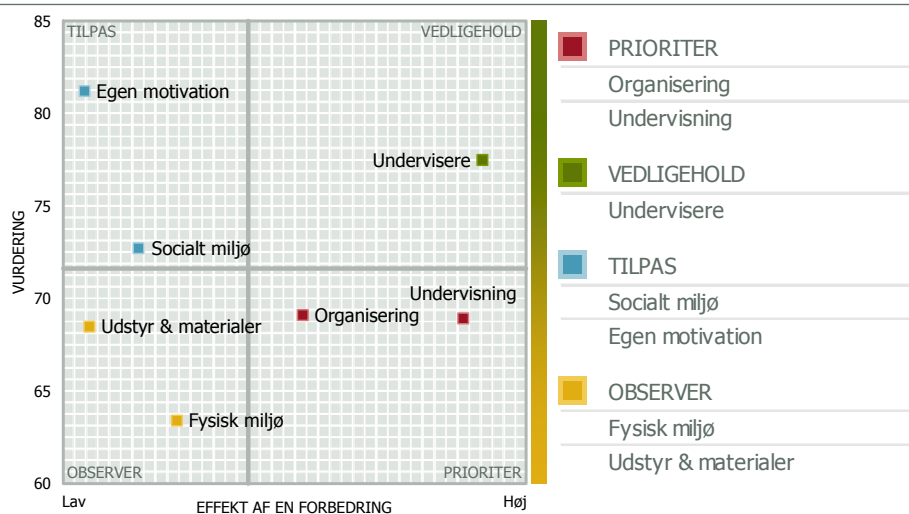 85
TILPAS
VEDLIGEHOLD
Egen motivation
80
Undervisere
75
VURDERING
Socialt miljø
70
Undervisning
Organisering
Udstyr & materialer
65
Fysisk miljø
OBSERVER
PRIORITER
60
Lav
EFFEKT AF EN FORBEDRING
Høj
PRIORITER
Organisering
Undervisning
VEDLIGEHOLD
Undervisere
TILPAS
Socialt miljø
Egen motivation
OBSERVER
Fysisk miljø
Udstyr & materialer